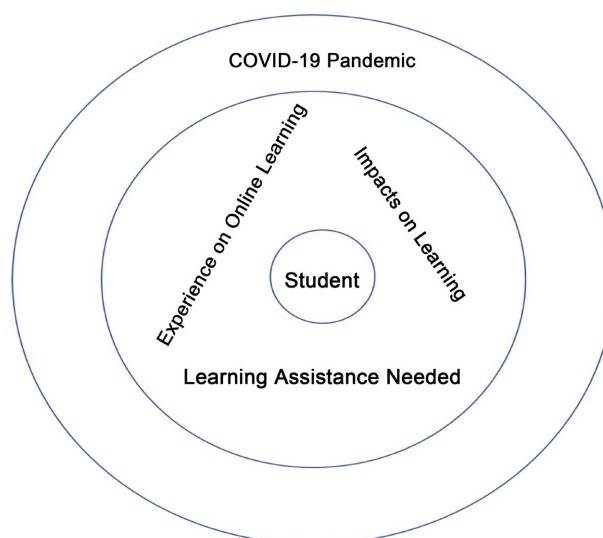 COVID-19 Pandemic
Experience on Online Learning
Impacts on Learning
Student
Learning Assistance Needed